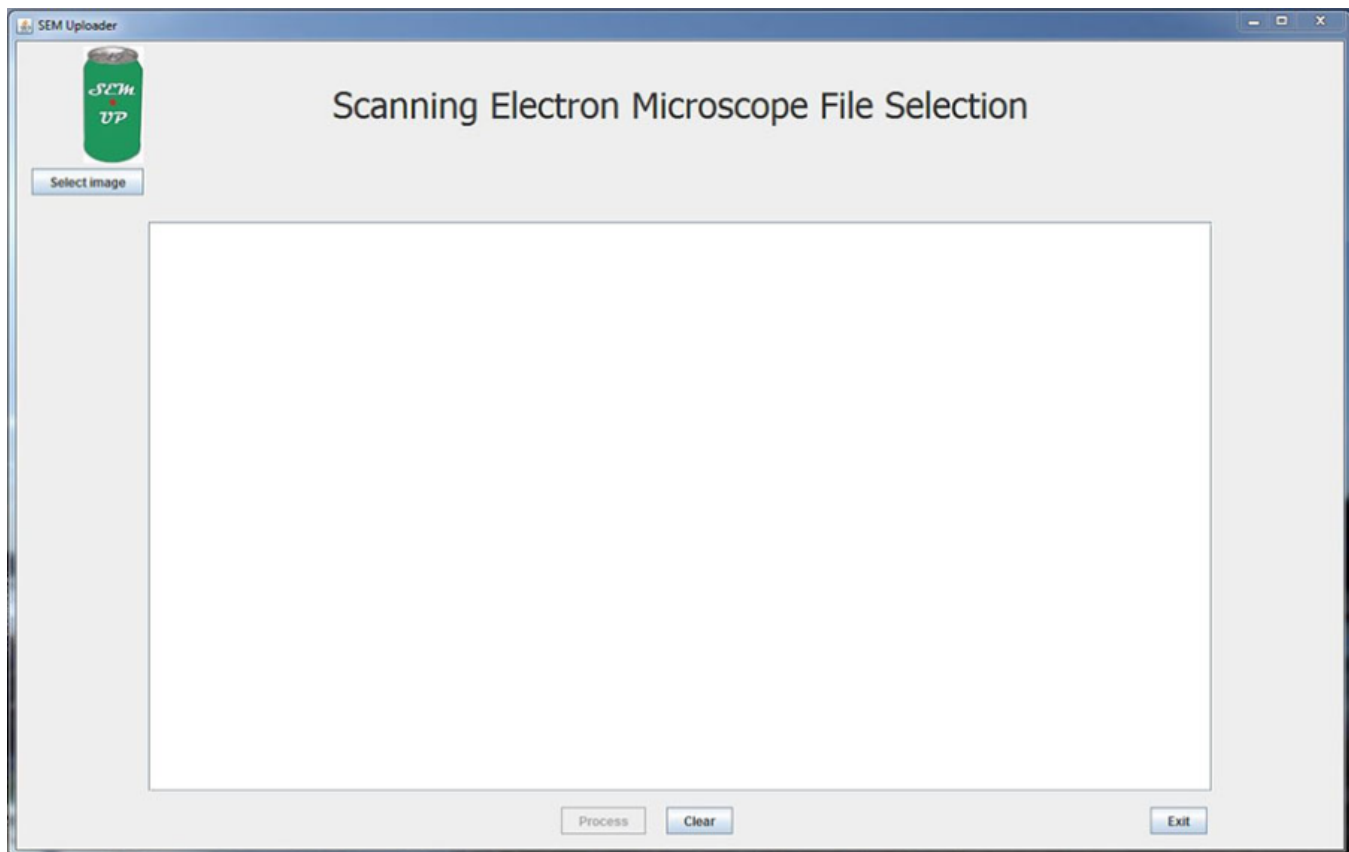 SEM Uploader
SEM
UP
Scanning Electron Microscope File Selection
Select image
Process
Clear
Exit